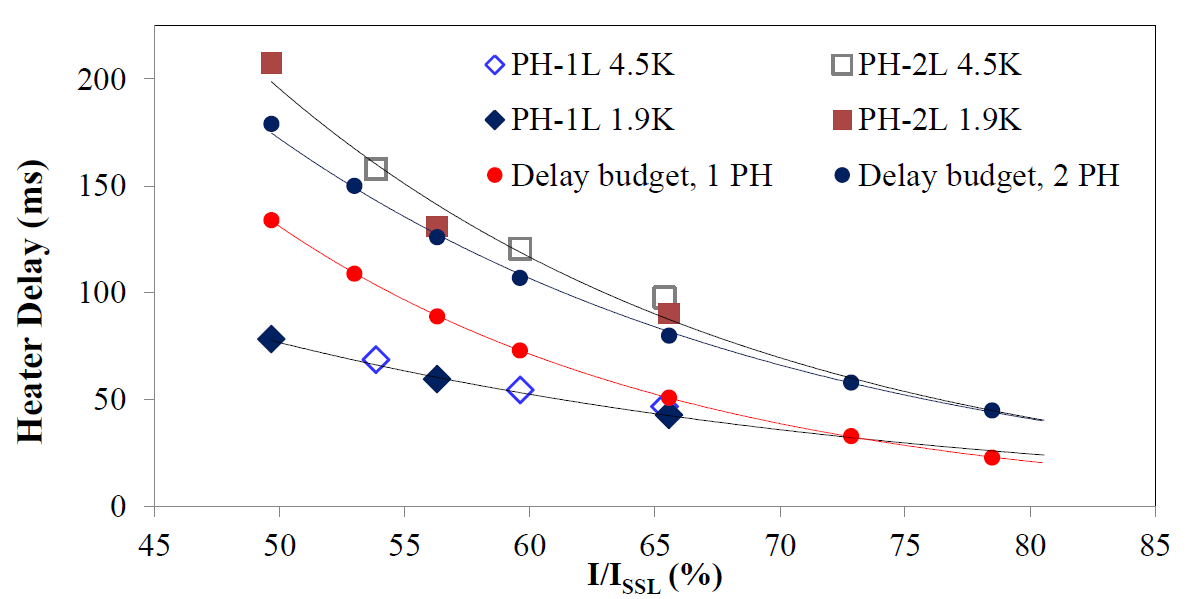 PH-1L 4.5K
PH-2L 4.5K
PH-1L 1.9K
PH-2L 1.9K
Delay budget, 1 PH
Delay budget, 2 PH
Heater Delay (ms)
200
150
100
50
0
45 50 55 60 65 70 75 80 85
I/I_SSL (%)